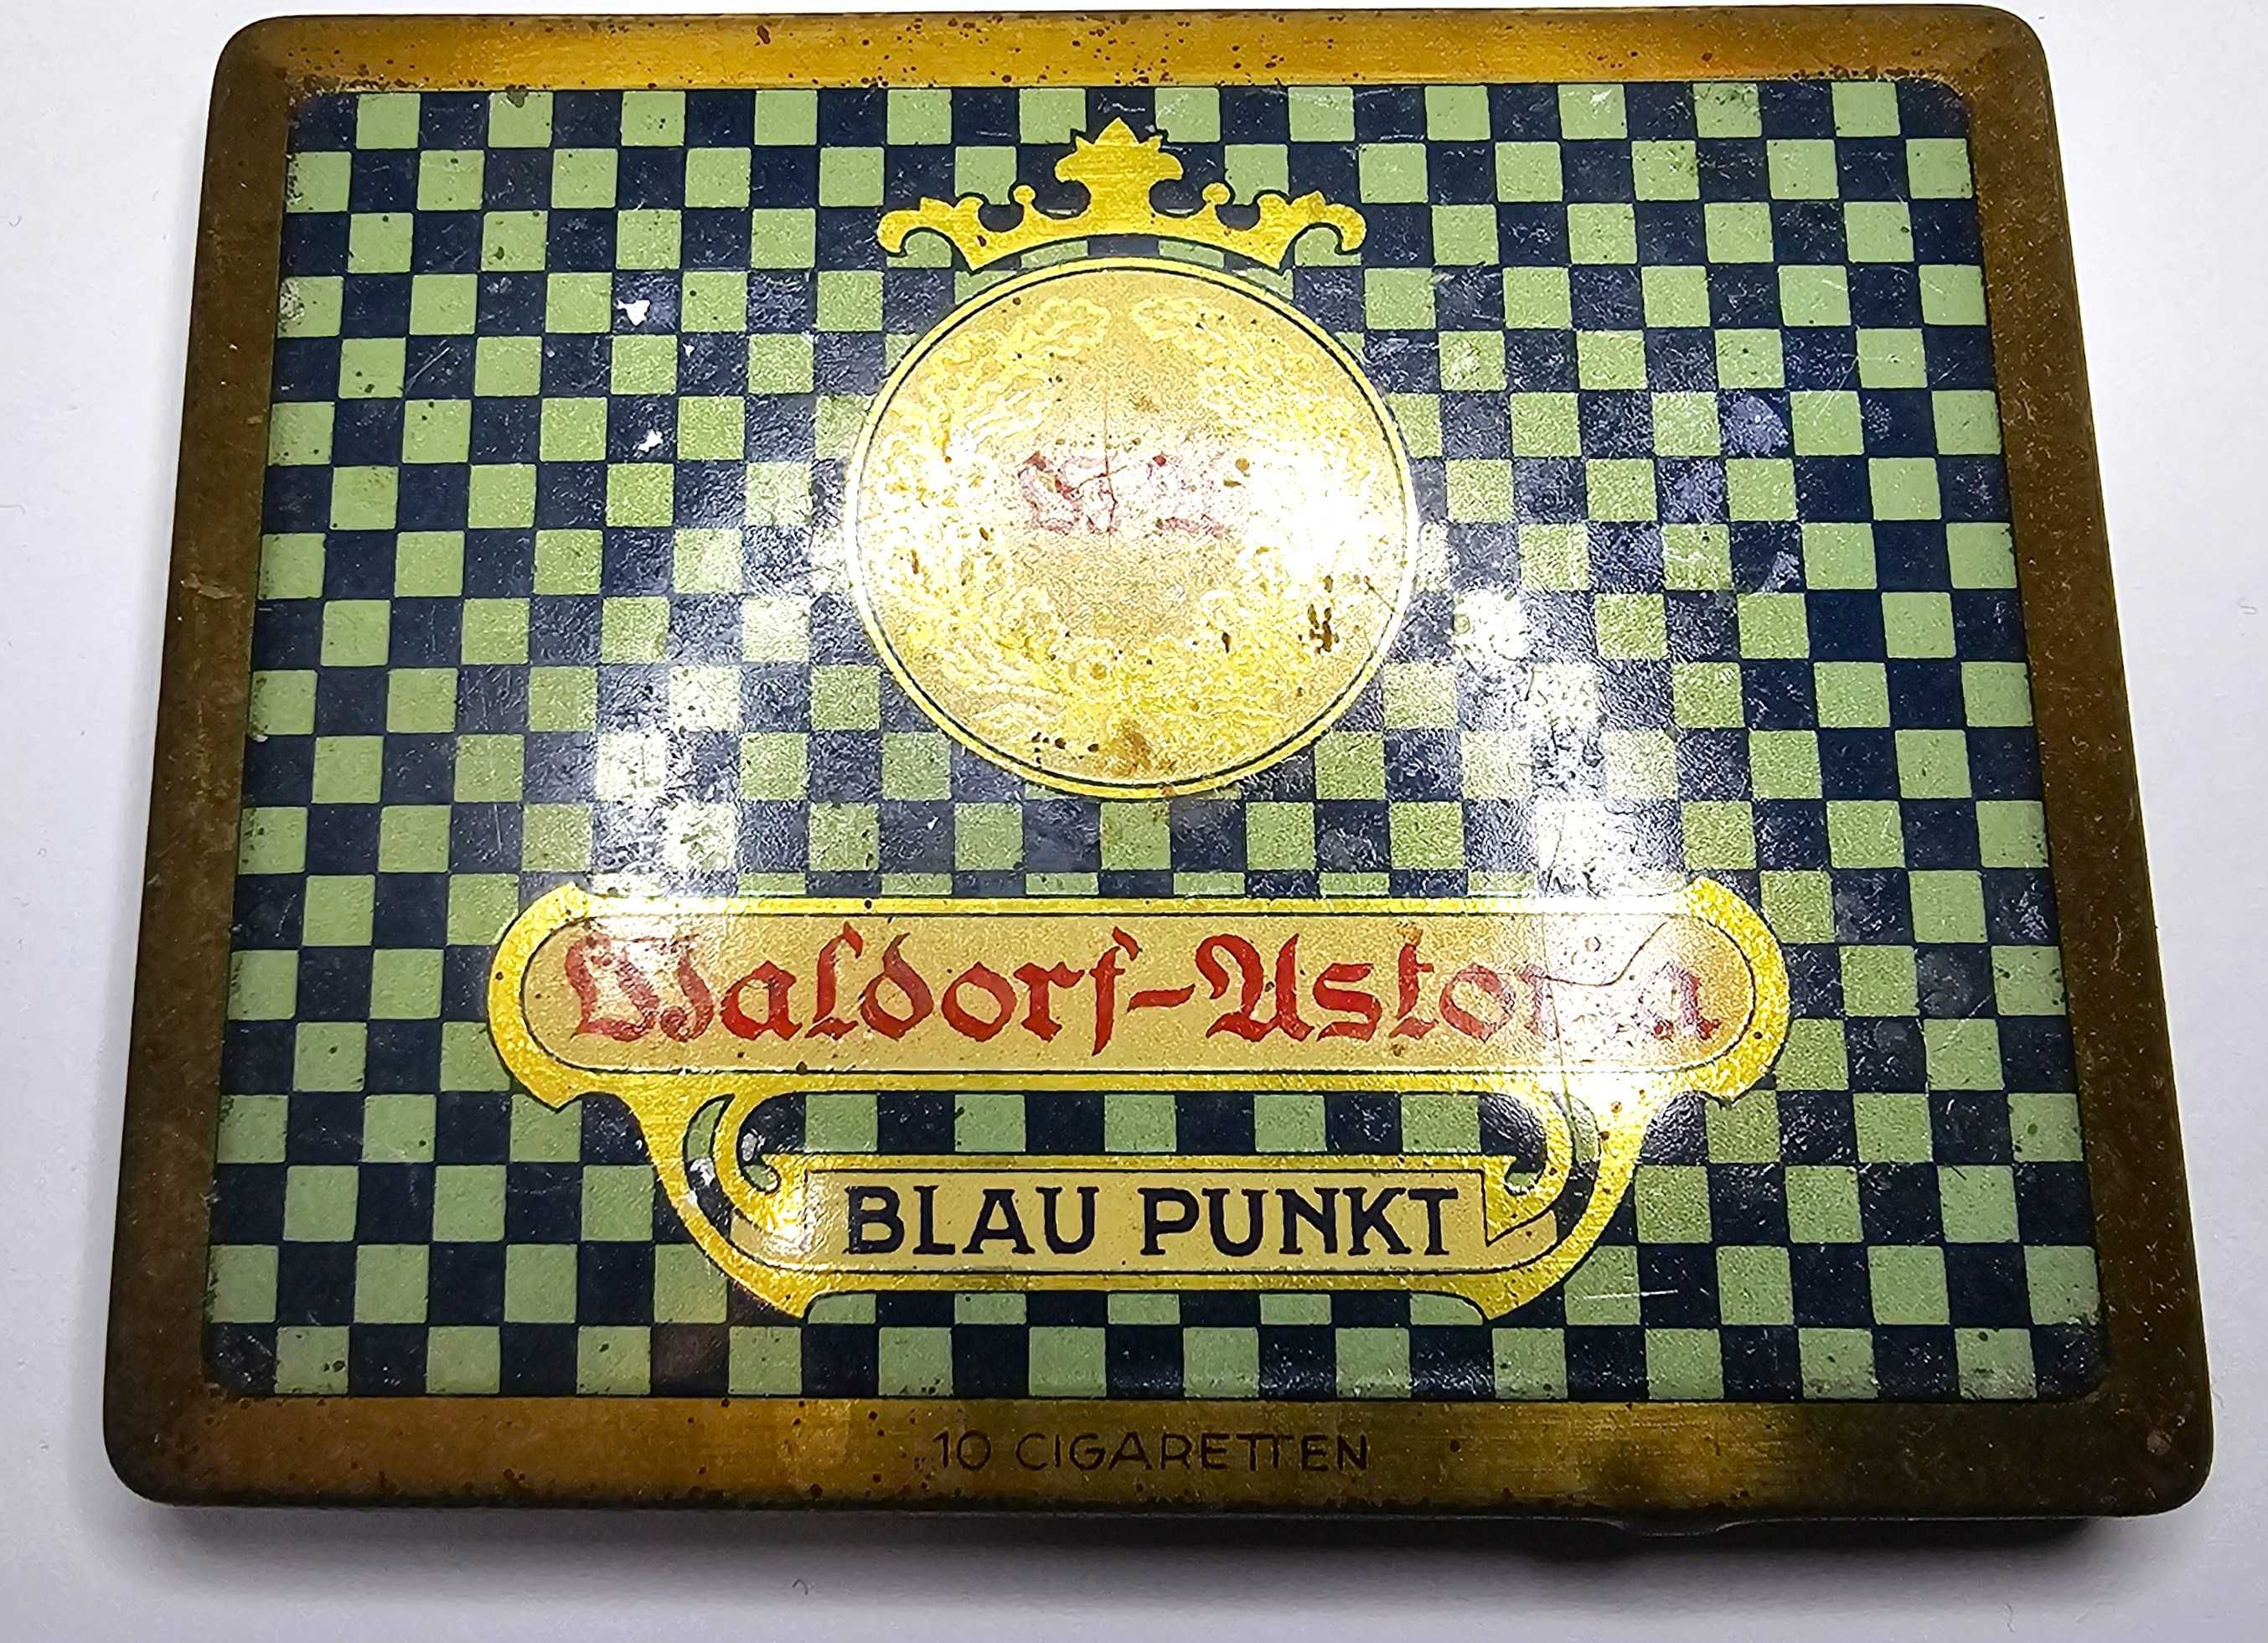 Waldorf-Astoria
BLAU PUNKT
10 CIGARETTEN